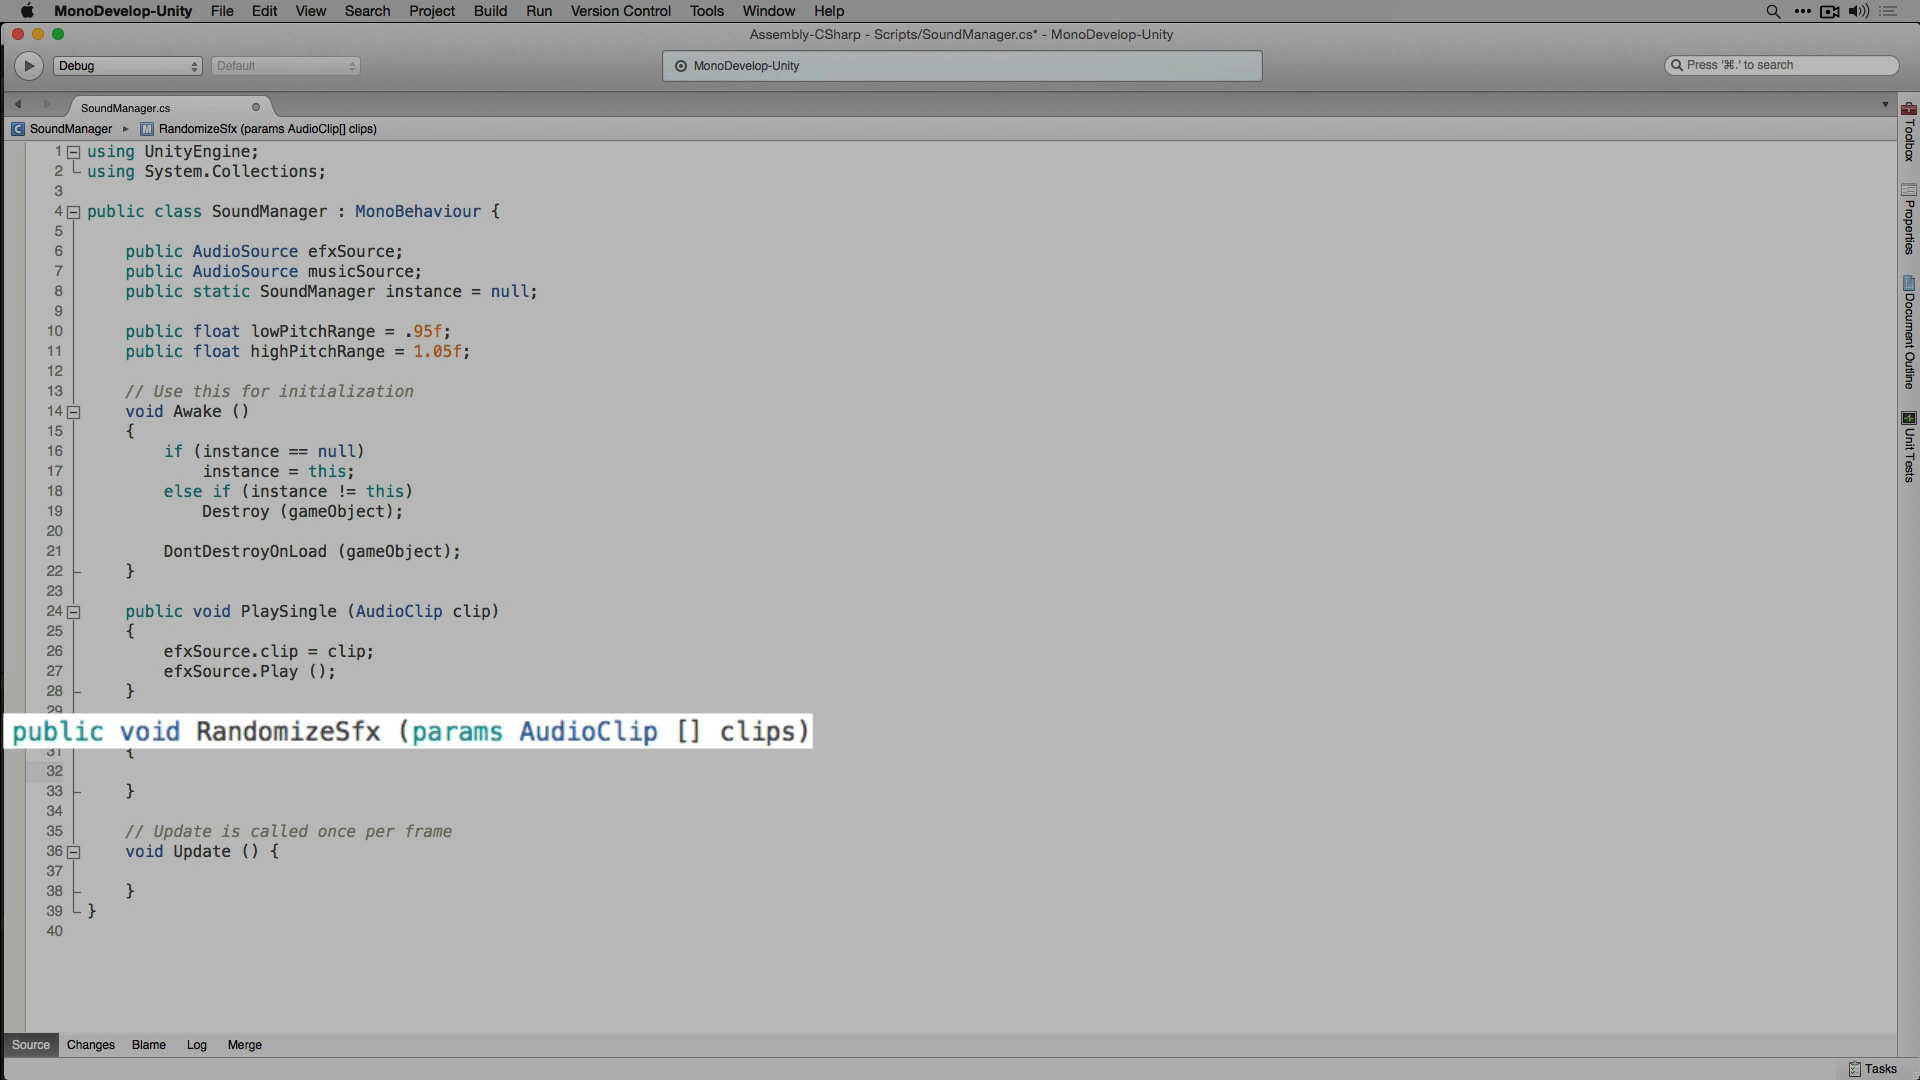 MonoDevelop-Unity File Edit View Search Project Build Run Version Control Tools Window Help
Assembly-CSharp - Scripts/SoundManager.cs* - MonoDevelop-Unity
Debug Default MonoDevelop-Unity Press '⌘.' to search
SoundManager.cs
SoundManager RandomizeSfx (params AudioClip[] clips)
1 using UnityEngine;
2 using System.Collections;
3
4 public class SoundManager : MonoBehaviour {
5
6 public AudioSource efxSource;
7 public AudioSource musicSource;
8 public static SoundManager instance = null;
9
10 public float lowPitchRange = .95f;
11 public float highPitchRange = 1.05f;
12
13 // Use this for initialization
14 void Awake ()
15 {
16 if (instance == null)
17 instance = this;
18 else if (instance != this)
19 Destroy (gameObject);
20
21 DontDestroyOnLoad (gameObject);
22 }
23
24 public void PlaySingle (AudioClip clip)
25 {
26 efxSource.clip = clip;
27 efxSource.Play ();
28 }
29
public void RandomizeSfx (params AudioClip [] clips)
31 {
32
33 }
34
35 // Update is called once per frame
36 void Update () {
37
38 }
39 }
40
Toolbox
Properties
Document Outline
Unit Tests
Source Changes Blame Log Merge
Tasks